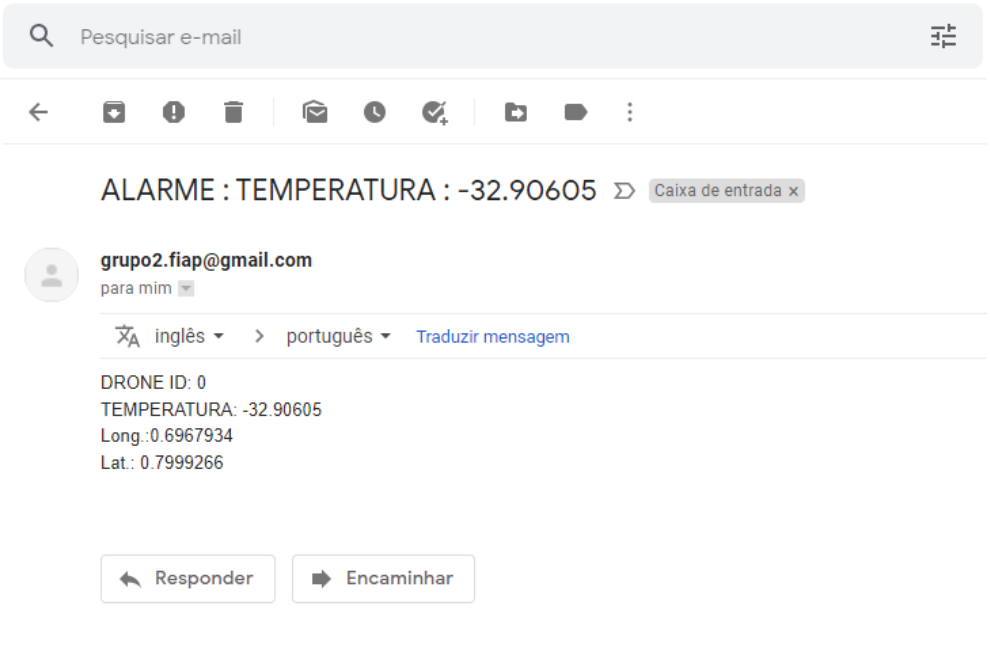 Pesquisar e-mail
ALARME : TEMPERATURA : -32.90605 Caixa de entrada ×
grupo2.fiap@gmail.com
para mim
inglês > português Traduzir mensagem
DRONE ID: 0
TEMPERATURA: -32.90605
Long.:0.6967934
Lat.: 0.7999266
Responder Encaminhar